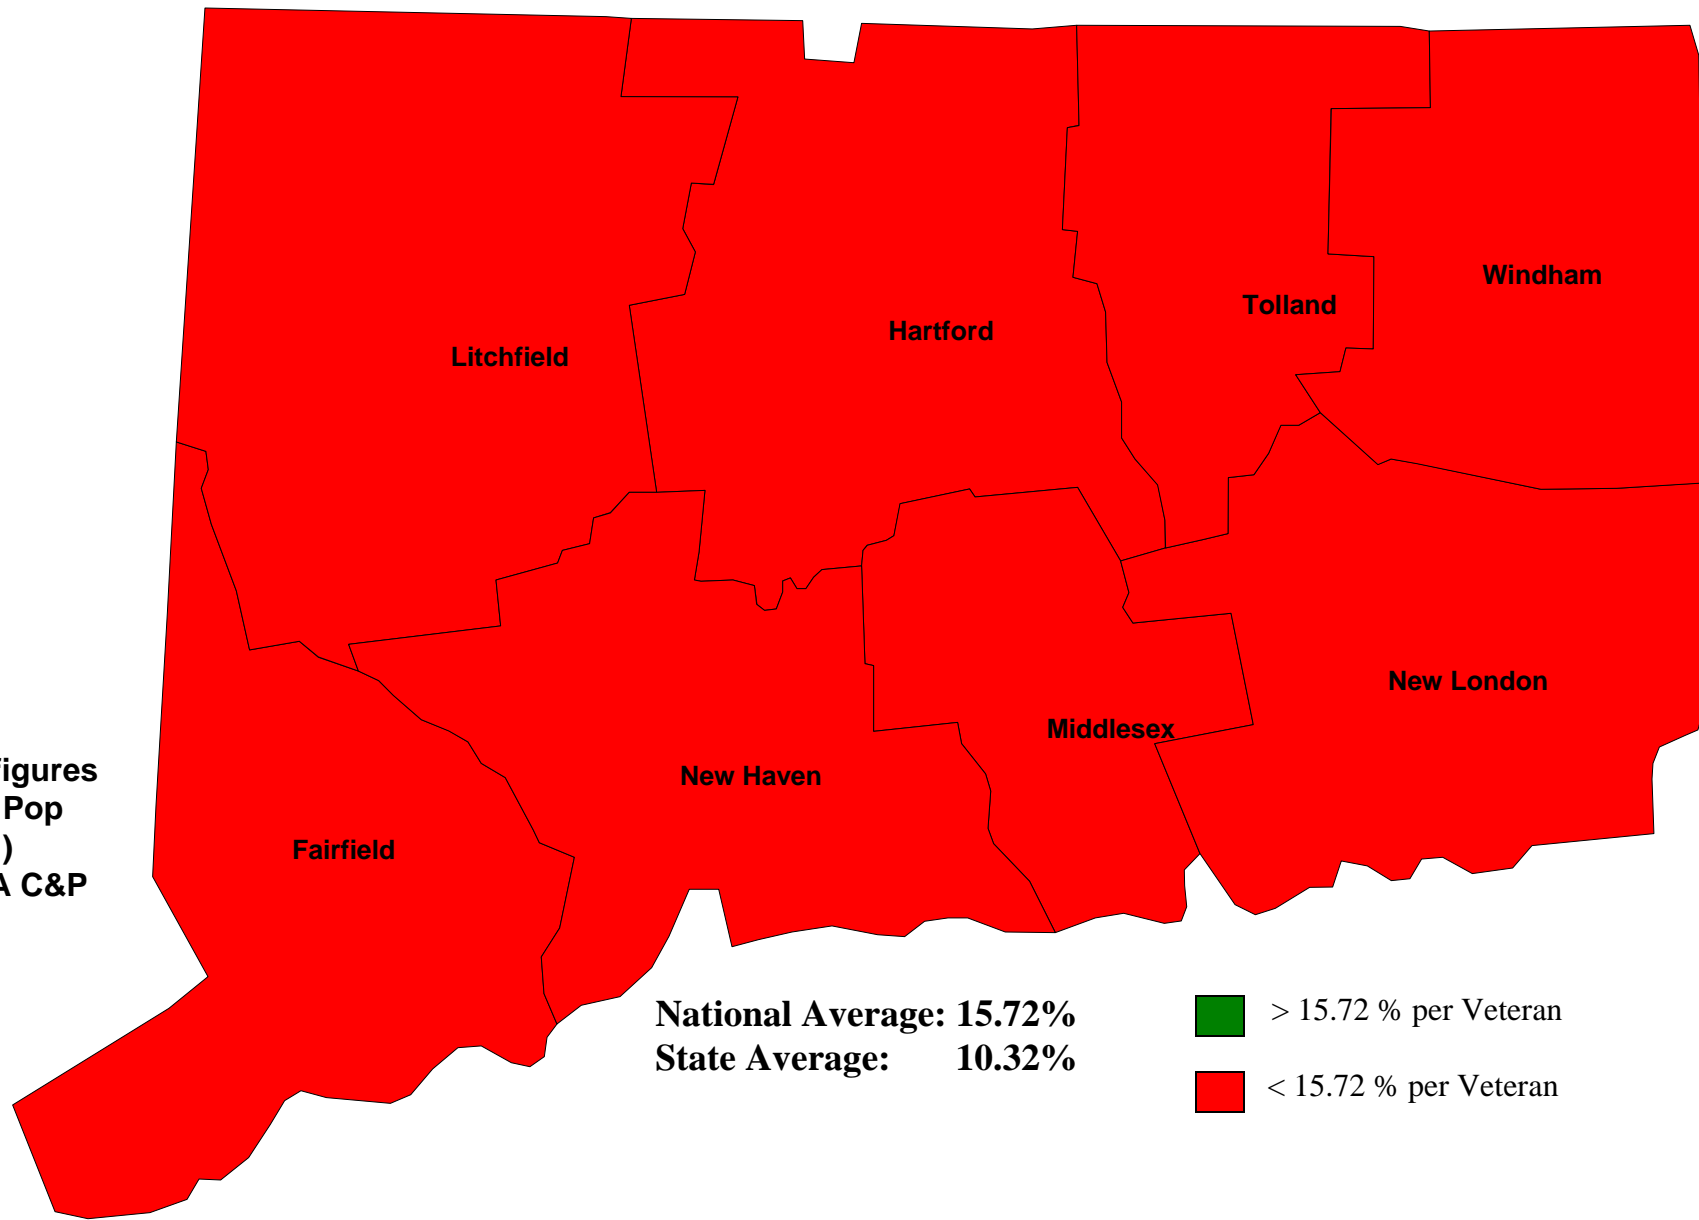 Windham
Tolland
Hartford
Litchfield
New London
Middlesex
New Haven
figures
Pop
)
A C&P
Fairfield
National Average: 15.72%
State Average: 10.32%
> 15.72 % per Veteran
< 15.72 % per Veteran